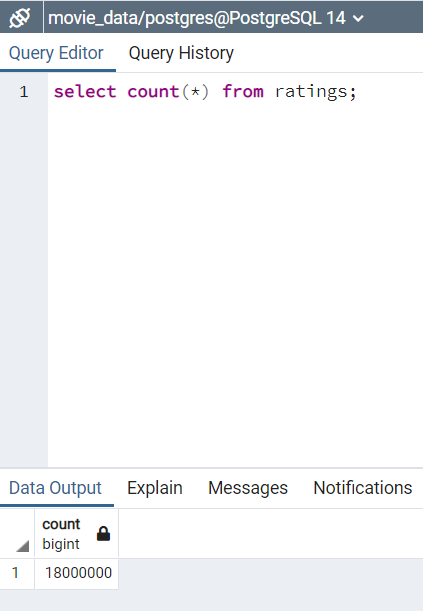 movie_data/postgres@PostgreSQL 14
Query Editor Query History
1 select count(*) from ratings;
Data Output Explain Messages Notifications
count
bigint
1 18000000